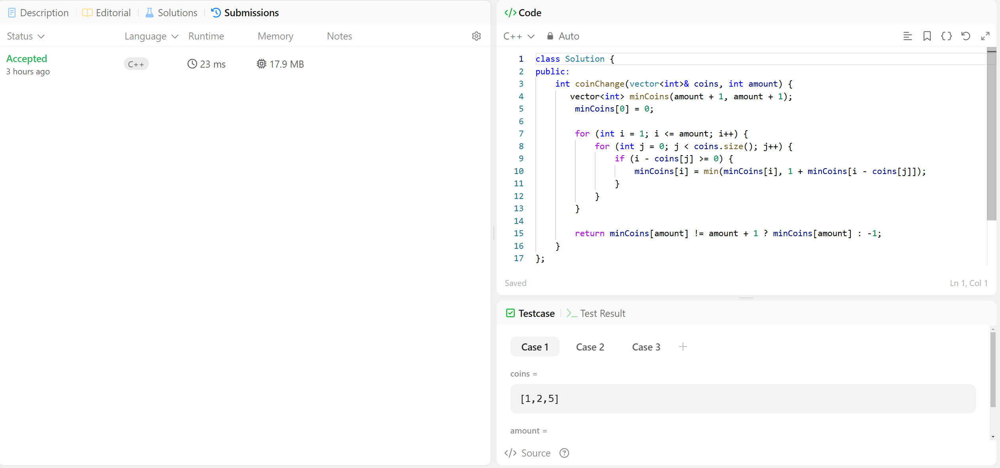 Description
Editorial
Solutions
Submissions
Status
Language
Runtime
Memory
Notes
Accepted
3 hours ago
C++
23 ms
17.9 MB
</> Code
C++
Auto
1 class Solution {
2 public:
3     int coinChange(vector<int>& coins, int amount) {
4        vector<int> minCoins(amount + 1, amount + 1);
5         minCoins[0] = 0;
6
7         for (int i = 1; i <= amount; i++) {
8             for (int j = 0; j < coins.size(); j++) {
9                 if (i - coins[j] >= 0) {
10                     minCoins[i] = min(minCoins[i], 1 + minCoins[i - coins[j]]);
11                 }
12             }
13         }
14
15         return minCoins[amount] != amount + 1 ? minCoins[amount] : -1;
16     }
17 };
Saved
Ln 1, Col 1
Testcase
Test Result
Case 1
Case 2
Case 3
+
coins =
[1,2,5]
amount =
</> Source